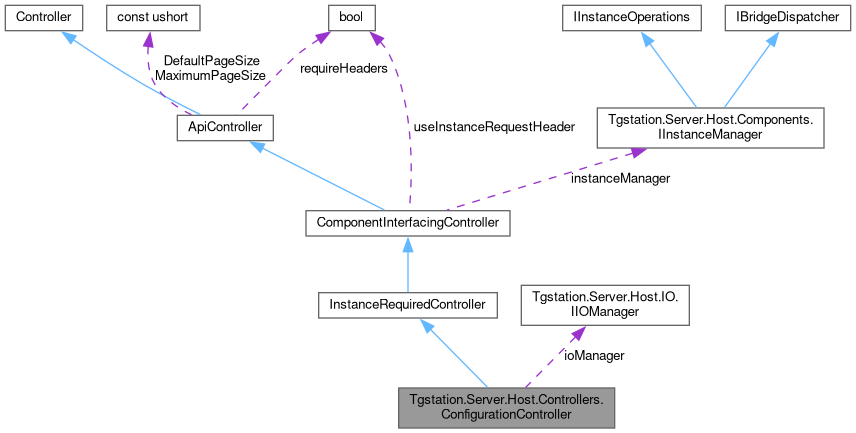 Controller
const ushort
bool
IInstanceOperations
IBridgeDispatcher
DefaultPageSize
MaximumPageSize
requireHeaders
ApiController
useInstanceRequestHeader
Tgstation.Server.Host.Components.
IInstanceManager
instanceManager
ComponentInterfacingController
InstanceRequiredController
Tgstation.Server.Host.IO.
IIOManager
ioManager
Tgstation.Server.Host.Controllers.
ConfigurationController